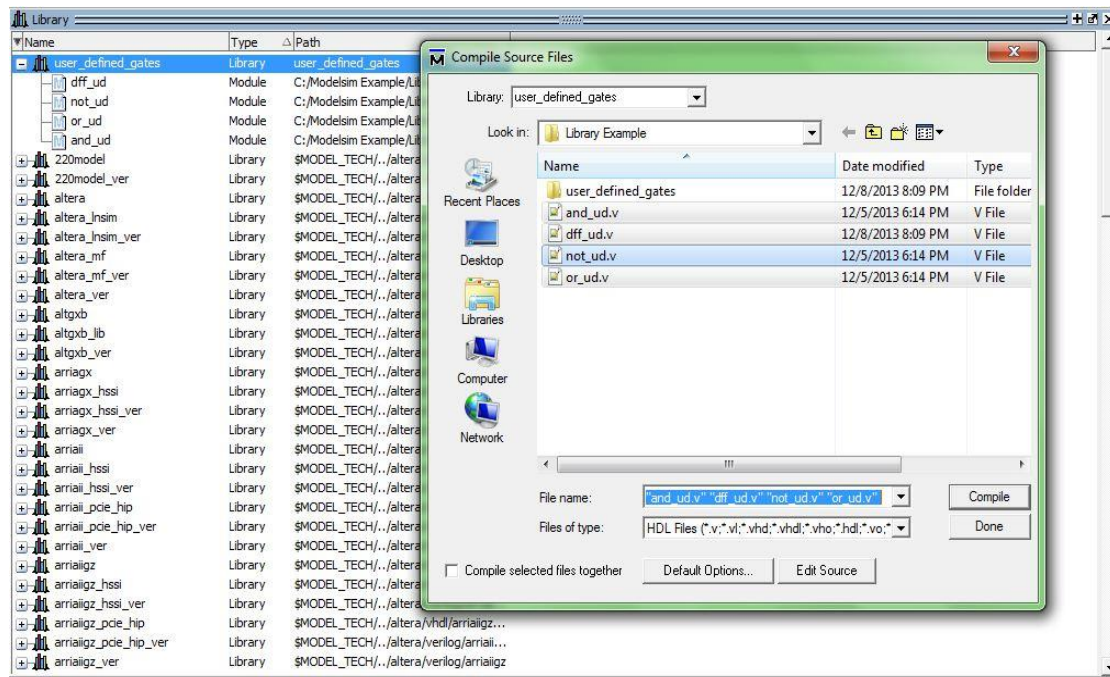 Library
Name Type Path
user_defined_gates Library user_defined_gates
dff_ud Module C:/Modelsim Example/Lib
not_ud Module C:/Modelsim Example/Lib
or_ud Module C:/Modelsim Example/Lib
and_ud Module C:/Modelsim Example/Lib
220model Library $MODEL_TECH/../altera
220model_ver Library $MODEL_TECH/../altera
altera Library $MODEL_TECH/../altera
altera_lnsim Library $MODEL_TECH/../altera
altera_lnsim_ver Library $MODEL_TECH/../altera
altera_mf Library $MODEL_TECH/../altera
altera_mf_ver Library $MODEL_TECH/../altera
altera_ver Library $MODEL_TECH/../altera
altgxb Library $MODEL_TECH/../altera
altgxb_lib Library $MODEL_TECH/../altera
altgxb_ver Library $MODEL_TECH/../altera
arriagx Library $MODEL_TECH/../altera
arriagx_hssi Library $MODEL_TECH/../altera
arriagx_hssi_ver Library $MODEL_TECH/../altera
arriagx_ver Library $MODEL_TECH/../altera
arriaii Library $MODEL_TECH/../altera
arriaii_hssi Library $MODEL_TECH/../altera
arriaii_hssi_ver Library $MODEL_TECH/../altera
arriaii_pcie_hip Library $MODEL_TECH/../altera
arriaii_pcie_hip_ver Library $MODEL_TECH/../altera
arriaii_ver Library $MODEL_TECH/../altera
arriaiigz Library $MODEL_TECH/../altera
arriaiigz_hssi Library $MODEL_TECH/../altera
arriaiigz_hssi_ver Library $MODEL_TECH/../altera
arriaiigz_pcie_hip Library $MODEL_TECH/../altera/vhdl/arriaiigz...
arriaiigz_pcie_hip_ver Library $MODEL_TECH/../altera/verilog/arriaii...
arriaiigz_ver Library $MODEL_TECH/../altera/verilog/arriaiigz
Compile Source Files
Library: user_defined_gates
Look in: Library Example
Recent Places
Desktop
Libraries
Computer
Network
Name Date modified Type
user_defined_gates 12/8/2013 8:09 PM File folder
and_ud.v 12/5/2013 6:14 PM V File
dff_ud.v 12/8/2013 8:09 PM V File
not_ud.v 12/5/2013 6:14 PM V File
or_ud.v 12/5/2013 6:14 PM V File
File name: "and_ud.v" "dff_ud.v" "not_ud.v" "or_ud.v" Compile
Files of type: HDL Files (*.v;*.vl;*.vhd;*.vhdl;*.vho;*.hdl;*.vo;* Done
Compile selected files together Default Options... Edit Source